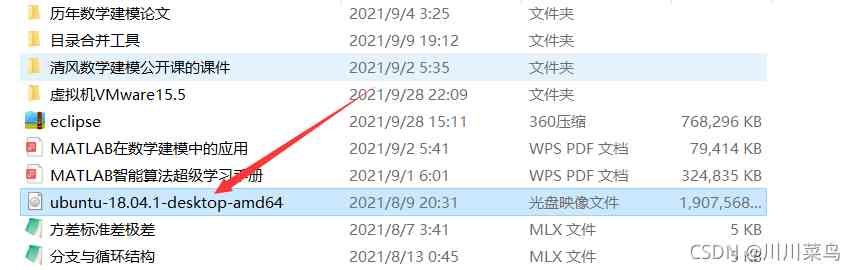 历年数学建模论文 2021/9/4 3:25 文件夹
目录合并工具 2021/9/9 19:12 文件夹
清风数学建模公开课的课件 2021/9/2 5:35 文件夹
虚拟机VMware15.5 2021/9/28 22:09 文件夹
eclipse 2021/9/28 15:11 360压缩 768,296 KB
MATLAB在数学建模中的应用 2021/9/2 5:41 WPS PDF 文档 79,414 KB
MATLAB智能算法超级学习手册 2021/9/1 6:01 WPS PDF 文档 324,835 KB
ubuntu-18.04.1-desktop-amd64 2021/8/9 20:31 光盘映像文件 1,907,568...
方差标准差极差 2021/8/7 3:41 MLX 文件 5 KB
分支与循环结构 2021/8/13 0:45 MLX 文件 5 KB
CSDN @川川菜鸟